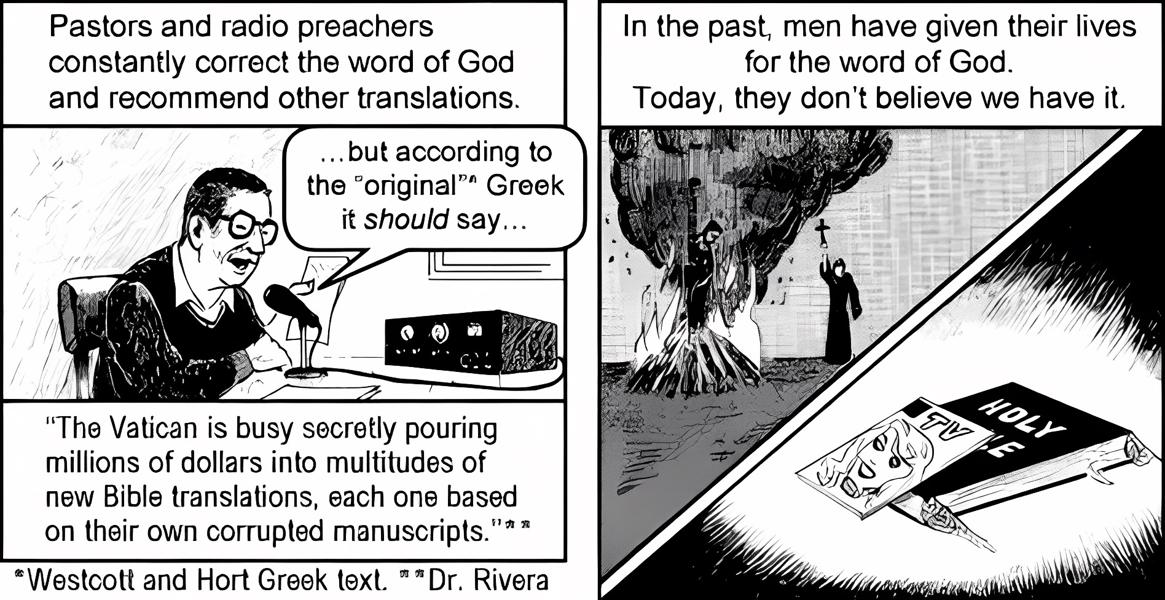 Pastors and radio preachers
constantly correct the word of God
and recommend other translations.
...but according to
the "original"* Greek
it should say...
"The Vatican is busy secretly pouring
millions of dollars into multitudes of
new Bible translations, each one based
on their own corrupted manuscripts."**
*Westcott and Hort Greek text. **Dr. Rivera
In the past, men have given their lives
for the word of God.
Today, they don't believe we have it.
TV
HOLY
LE